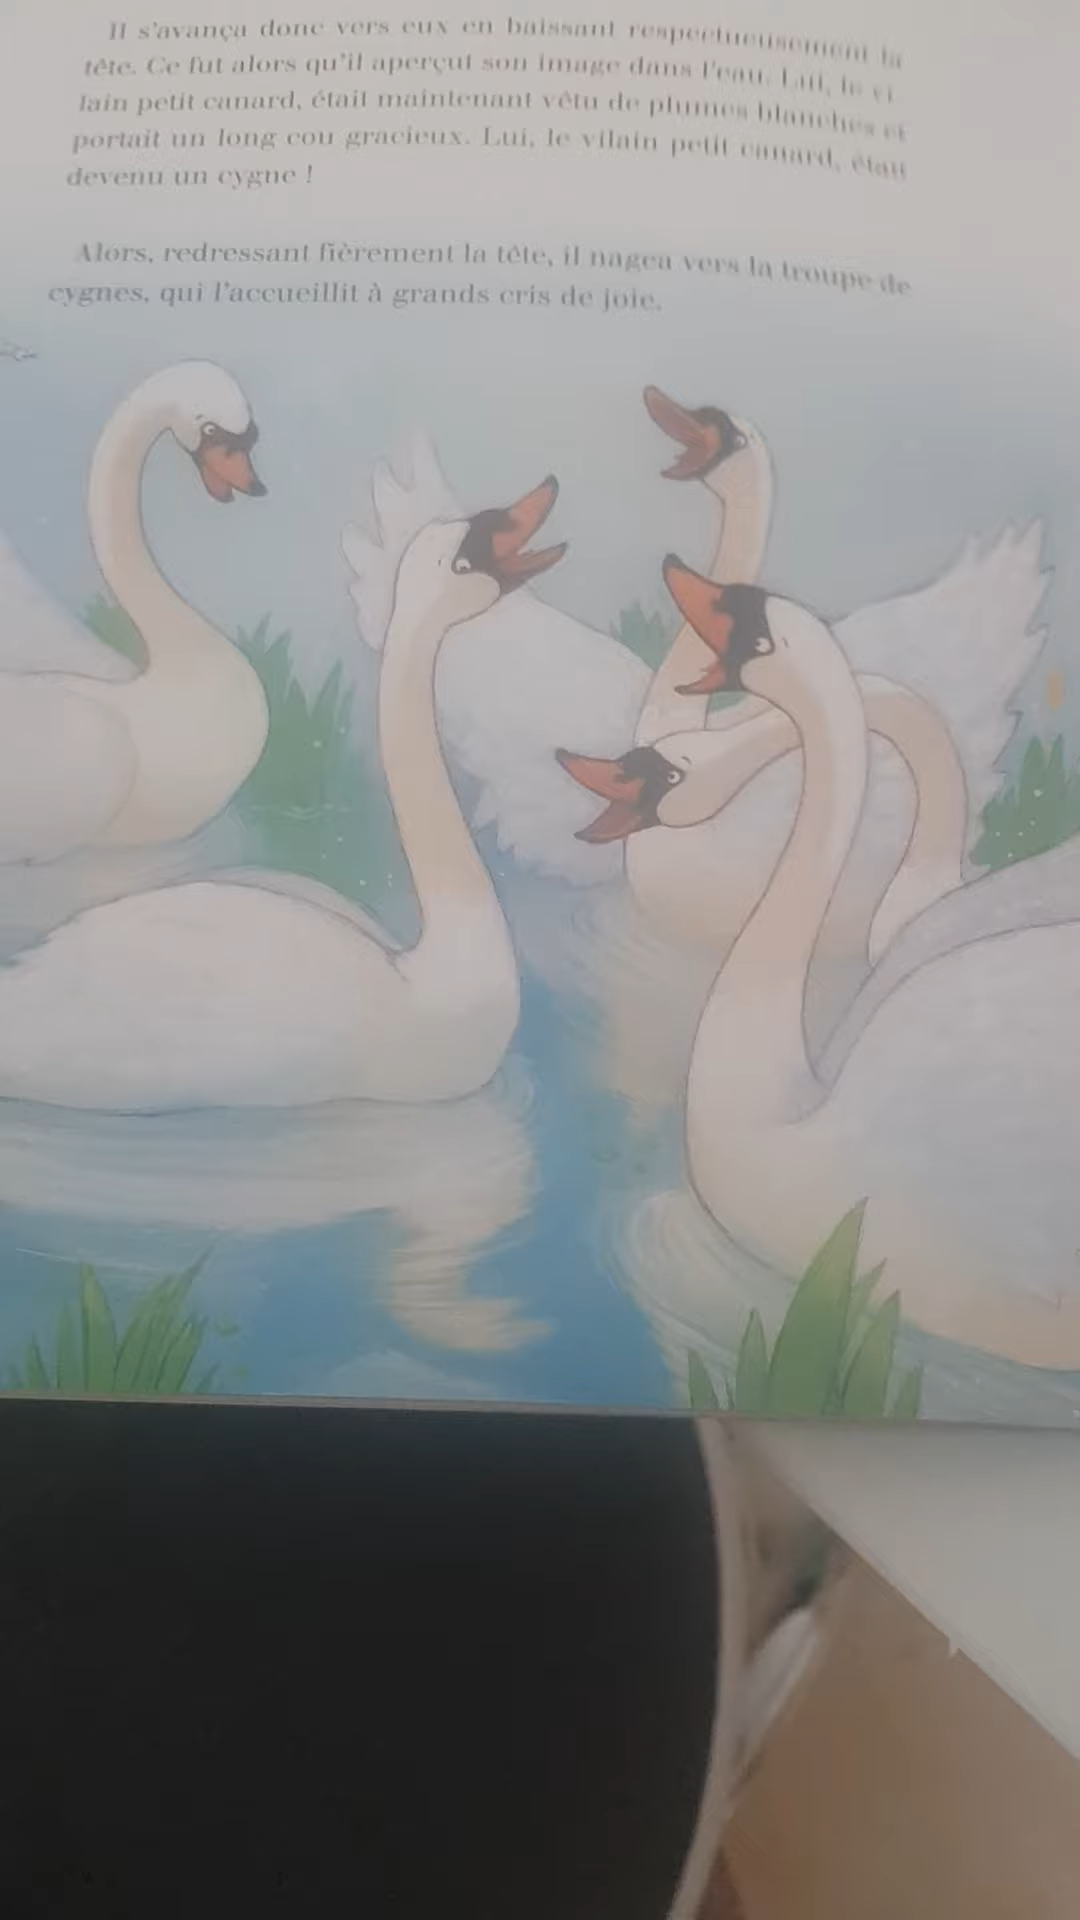 Il s'avança donc vers eux en baissant respectueusement la
tête. Ce fut alors qu'il aperçut son image dans l'eau. Lui, le vi-
lain petit canard, était maintenant vêtu de plumes blanches et
portait un long cou gracieux. Lui, le vilain petit canard, était
devenu un cygne !
Alors, redressant fièrement la tête, il nagea vers la troupe de
cygnes, qui l'accueillit à grands cris de joie.